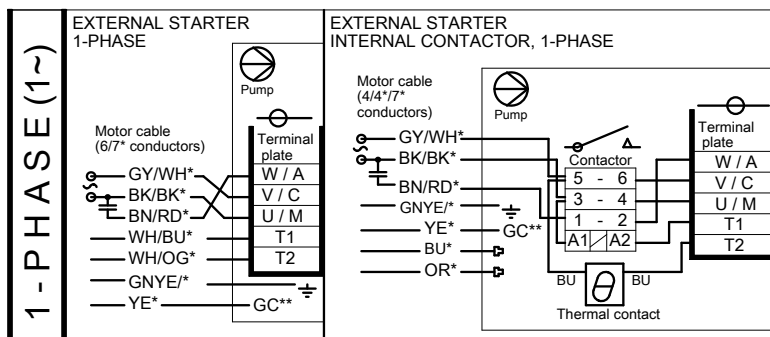 1 - P H A S E (1~)
EXTERNAL STARTER
1-PHASE
Pump
Motor cable
(6/7* conductors)
Terminal
plate
GY/WH*
W / A
BK/BK*
V / C
BN/RD*
U / M
WH/BU*
T1
WH/OG*
T2
GNYE/*
YE*
GC**
EXTERNAL STARTER
INTERNAL CONTACTOR, 1-PHASE
Motor cable
(4/4*/7*
conductors)
Pump
Terminal
plate
GY/WH*
BK/BK*
BN/RD*
GNYE/*
YE*
GC**
BU*
OR*
Contactor
5 - 6
3 - 4
1 - 2
A1 A2
W / A
V / C
U / M
T1
T2
BU
BU
Thermal contact